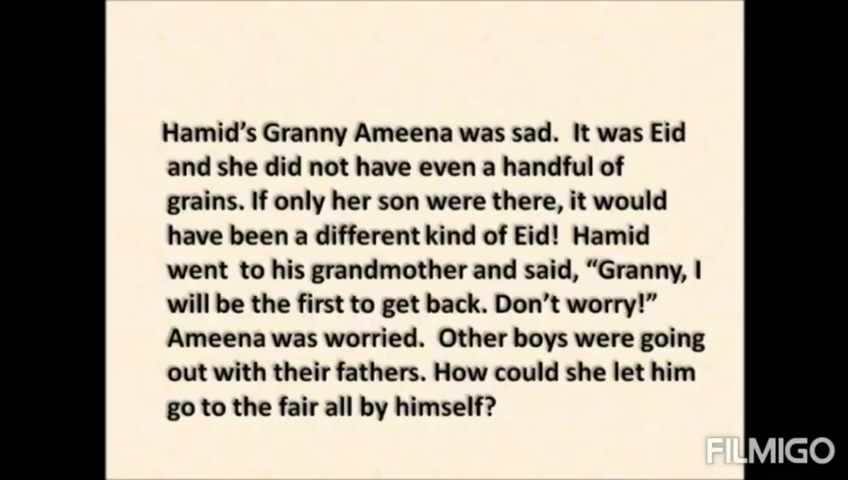 Hamid's Granny Ameena was sad.  It was Eid
and she did not have even a handful of
grains. If only her son were there, it would
have been a different kind of Eid!  Hamid
went  to his grandmother and said, “Granny, I
will be the first to get back. Don't worry!”
Ameena was worried.  Other boys were going
out with their fathers. How could she let him
go to the fair all by himself?
FILMIGO